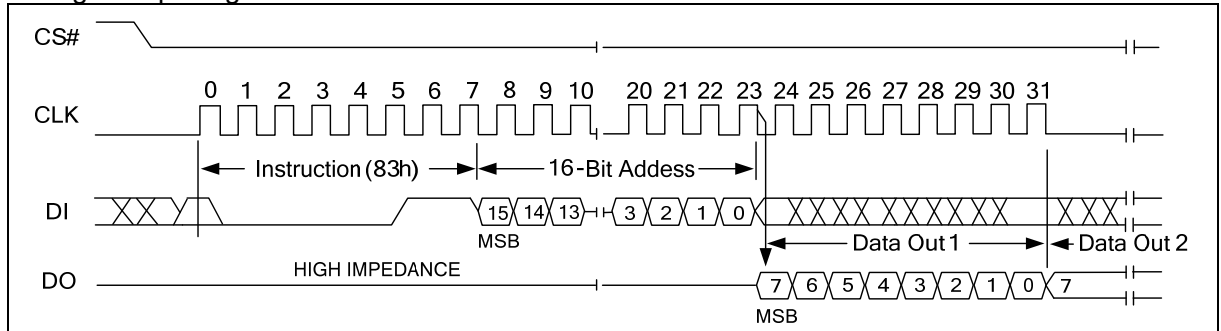 CS#
0 1 2 3 4 5 6 7 8 9 10 20 21 22 23 24 25 26 27 28 29 30 31
CLK
Instruction (83h) 16-Bit Addess
DI 15 14 13 3 2 1 0
MSB
Data Out 1 Data Out 2
HIGH IMPEDANCE
DO 7 6 5 4 3 2 1 0 7
MSB